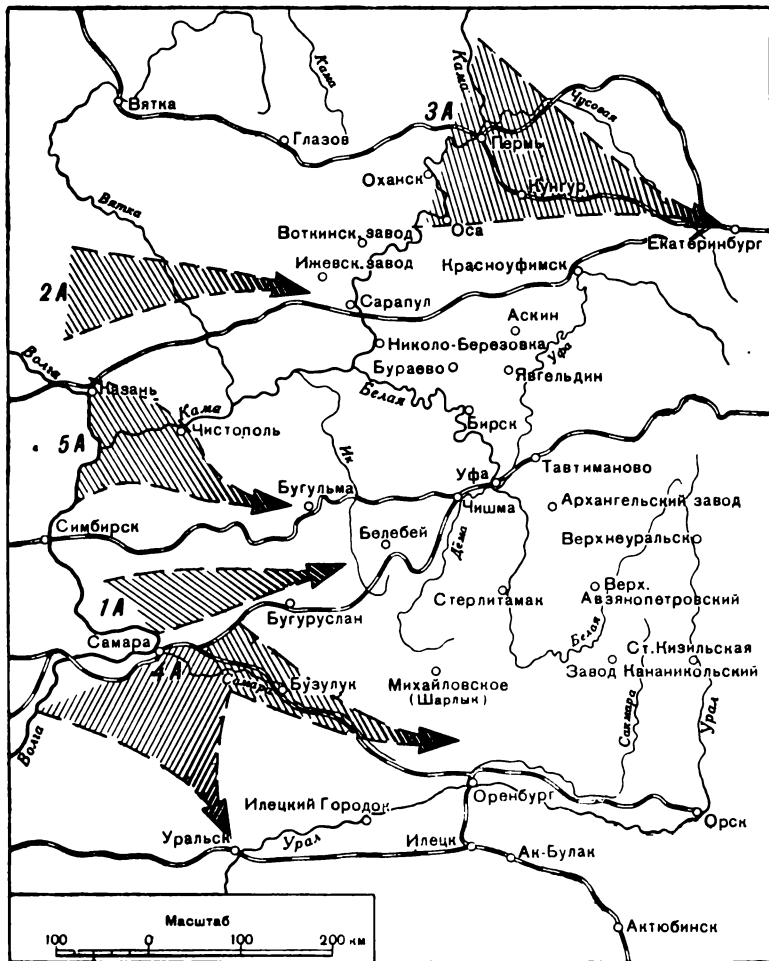 Кама
Кама
Чусовая
Вятка
3А
Пермь
Глазов
Оханск
Кунгур
Вятка
Воткинск. завод
Оса
Екатеринбург
Ижевск. завод
Красноуфимск
2А
Сарапул
Аскин
Николо-Березовка
Уфа
Волга
Бураево
Явгельдин
Казань
Белая
Кама
Бирск
Чистополь
5А
Ик
Уфа
Тавтиманово
Бугульма
Чишма
Архангельский завод
Симбирск
Белебей
Дёма
Верхнеуральск
1А
Стерлитамак
Верх.
Авзянопетровский
Бугуруслан
Белая
Самара
4А
Ст. Кизильская
Самара
Бузулук
Михайловское
(Шарлык)
Завод Кананикольский
Сакмара
Урал
Волга
Оренбург
Илецкий Городок
Орск
Уральск
Урал
Илецк
Ак-Булак
Актюбинск
Масштаб
100 0 100 200 км